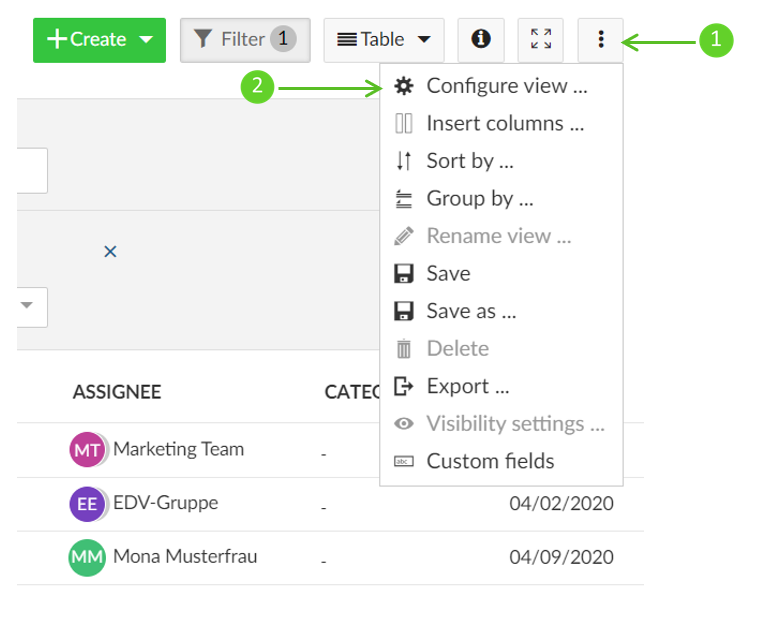 Create Filter 1 Table 1
2 Configure view ...
Insert columns ...
Sort by ...
Group by ...
Rename view ...
Save
Save as ...
Delete
Export ...
Visibility settings ...
abc Custom fields
ASSIGNEE CATEG
MT Marketing Team -
EE EDV-Gruppe - 04/02/2020
MM Mona Musterfrau - 04/09/2020